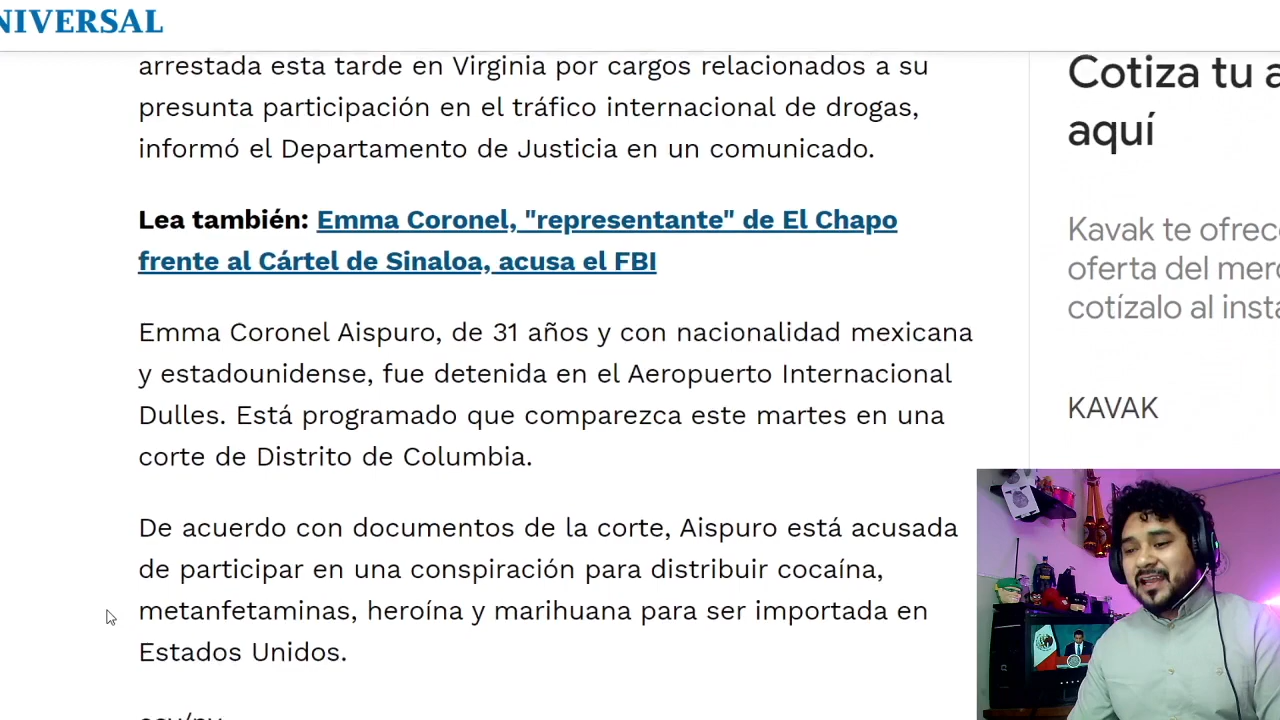 NIVERSAL
arrestada esta tarde en Virginia por cargos relacionados a su
presunta participación en el tráfico internacional de drogas,
informó el Departamento de Justicia en un comunicado.
Lea también: Emma Coronel, "representante" de El Chapo
frente al Cártel de Sinaloa, acusa el FBI
Emma Coronel Aispuro, de 31 años y con nacionalidad mexicana
y estadounidense, fue detenida en el Aeropuerto Internacional
Dulles. Está programado que comparezca este martes en una
corte de Distrito de Columbia.
De acuerdo con documentos de la corte, Aispuro está acusada
de participar en una conspiración para distribuir cocaína,
metanfetaminas, heroína y marihuana para ser importada en
Estados Unidos.
Cotiza tu a
aquí
Kavak te ofrec
oferta del mer
cotízalo al insta
KAVAK